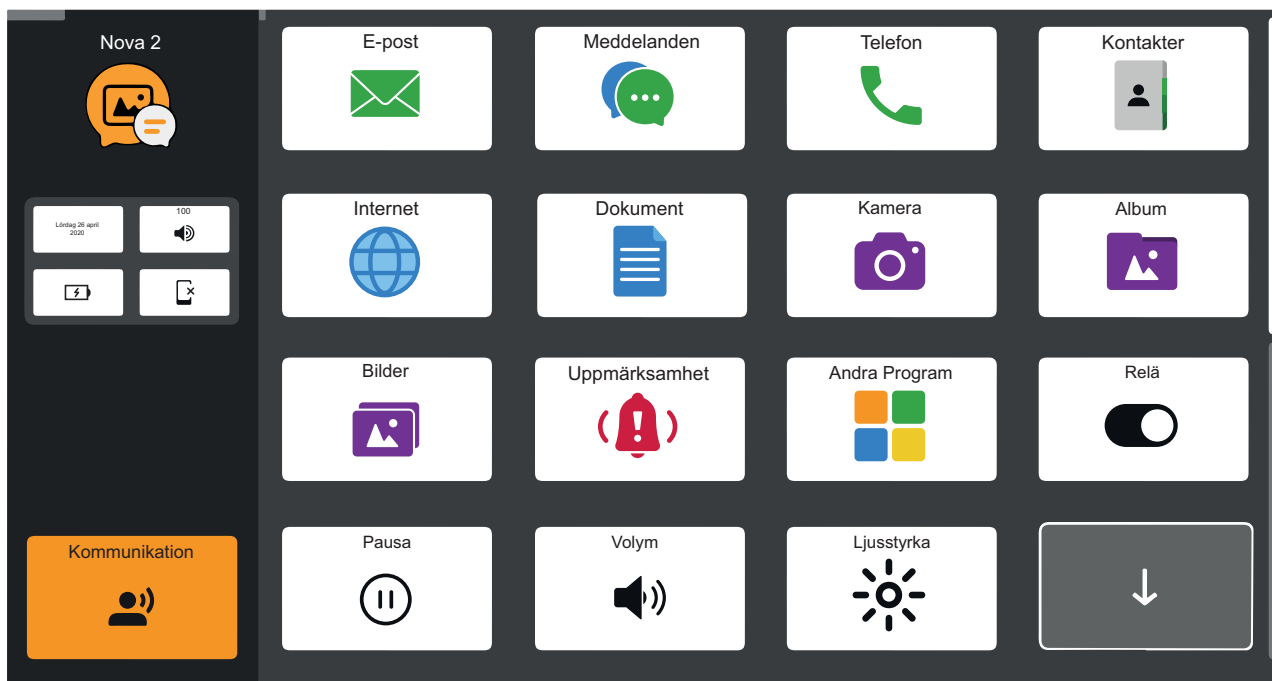 Nova 2
Lördag 26 april
2020
100
Kommunikation
E-post
Meddelanden
Telefon
Kontakter
Internet
Dokument
Kamera
Album
Bilder
Uppmärksamhet
Andra Program
Relä
Pausa
Volym
Ljusstyrka